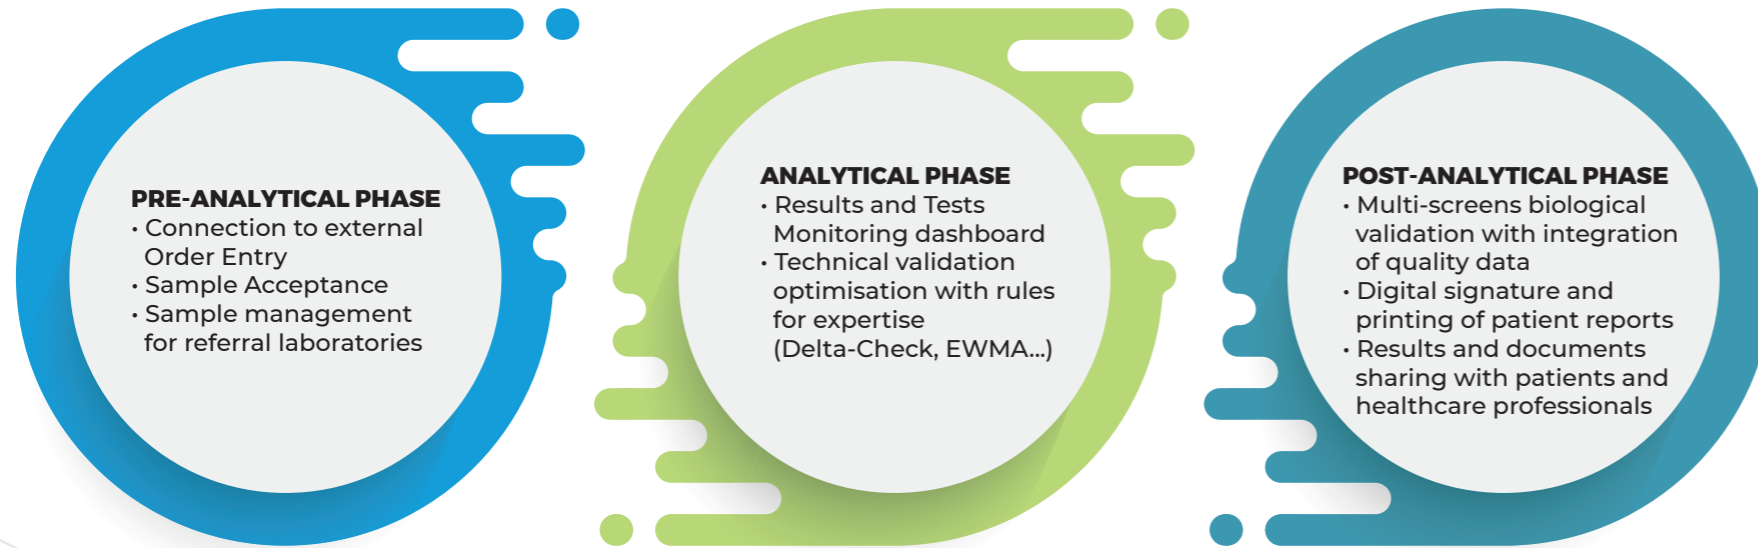 PRE-ANALYTICAL PHASE
• Connection to external
Order Entry
• Sample Acceptance
• Sample management
for referral laboratories
ANALYTICAL PHASE
• Results and Tests
Monitoring dashboard
• Technical validation
optimisation with rules
for expertise
(Delta-Check, EWMA...)
POST-ANALYTICAL PHASE
• Multi-screens biological
validation with integration
of quality data
• Digital signature and
printing of patient reports
• Results and documents
sharing with patients and
healthcare professionals